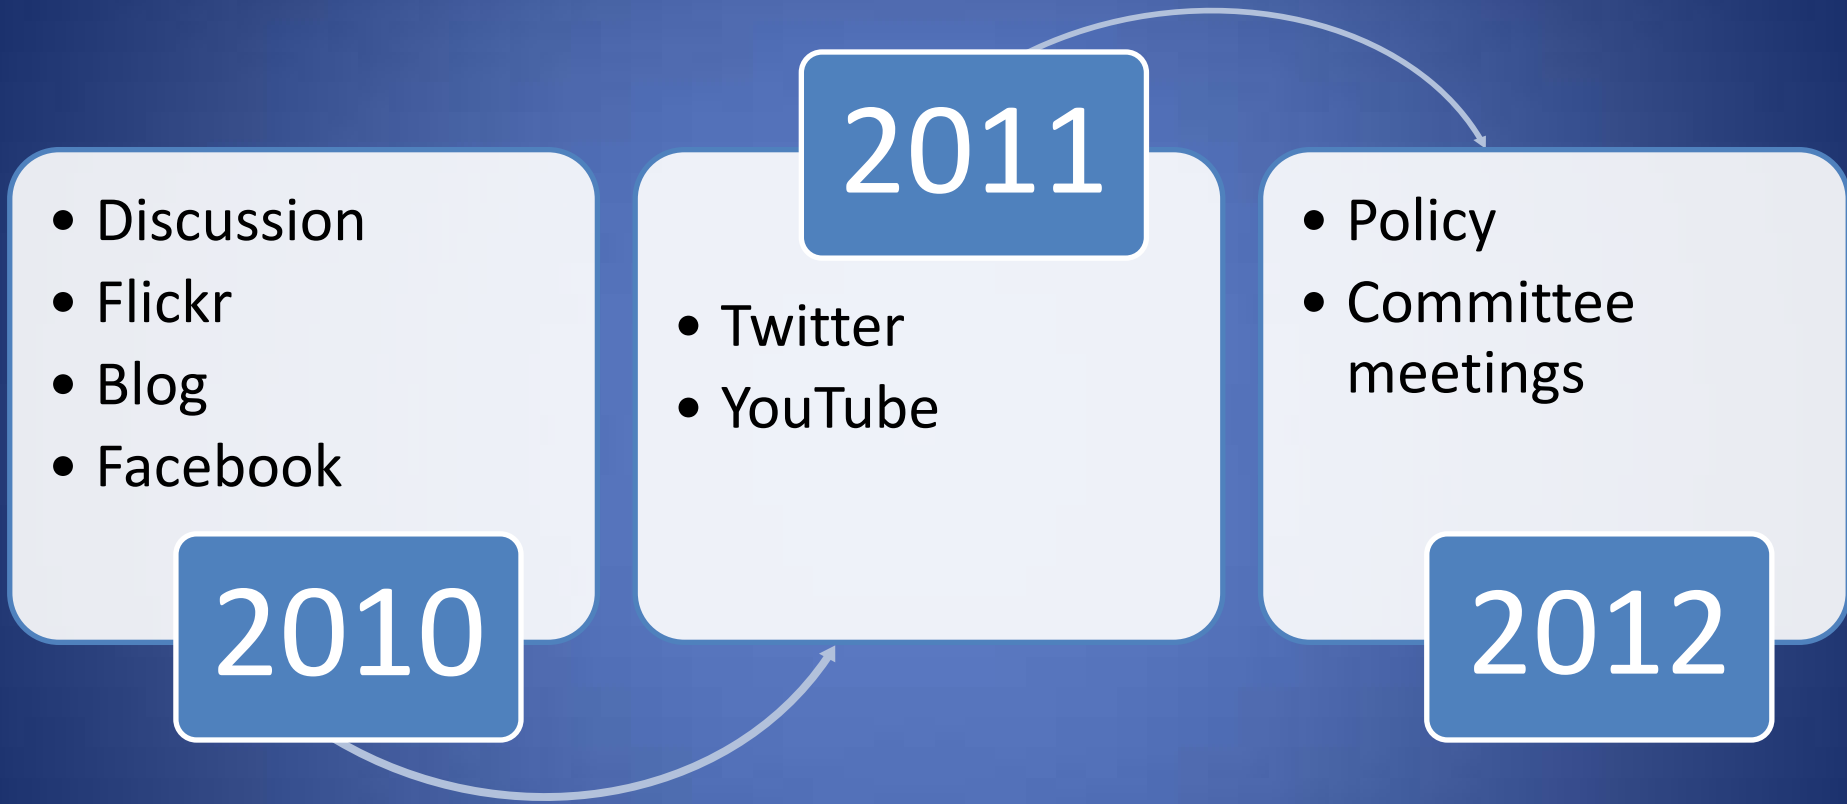 • Discussion
• Flickr
• Blog
• Facebook
2010
2011
• Twitter
• YouTube
• Policy
• Committee
meetings
2012